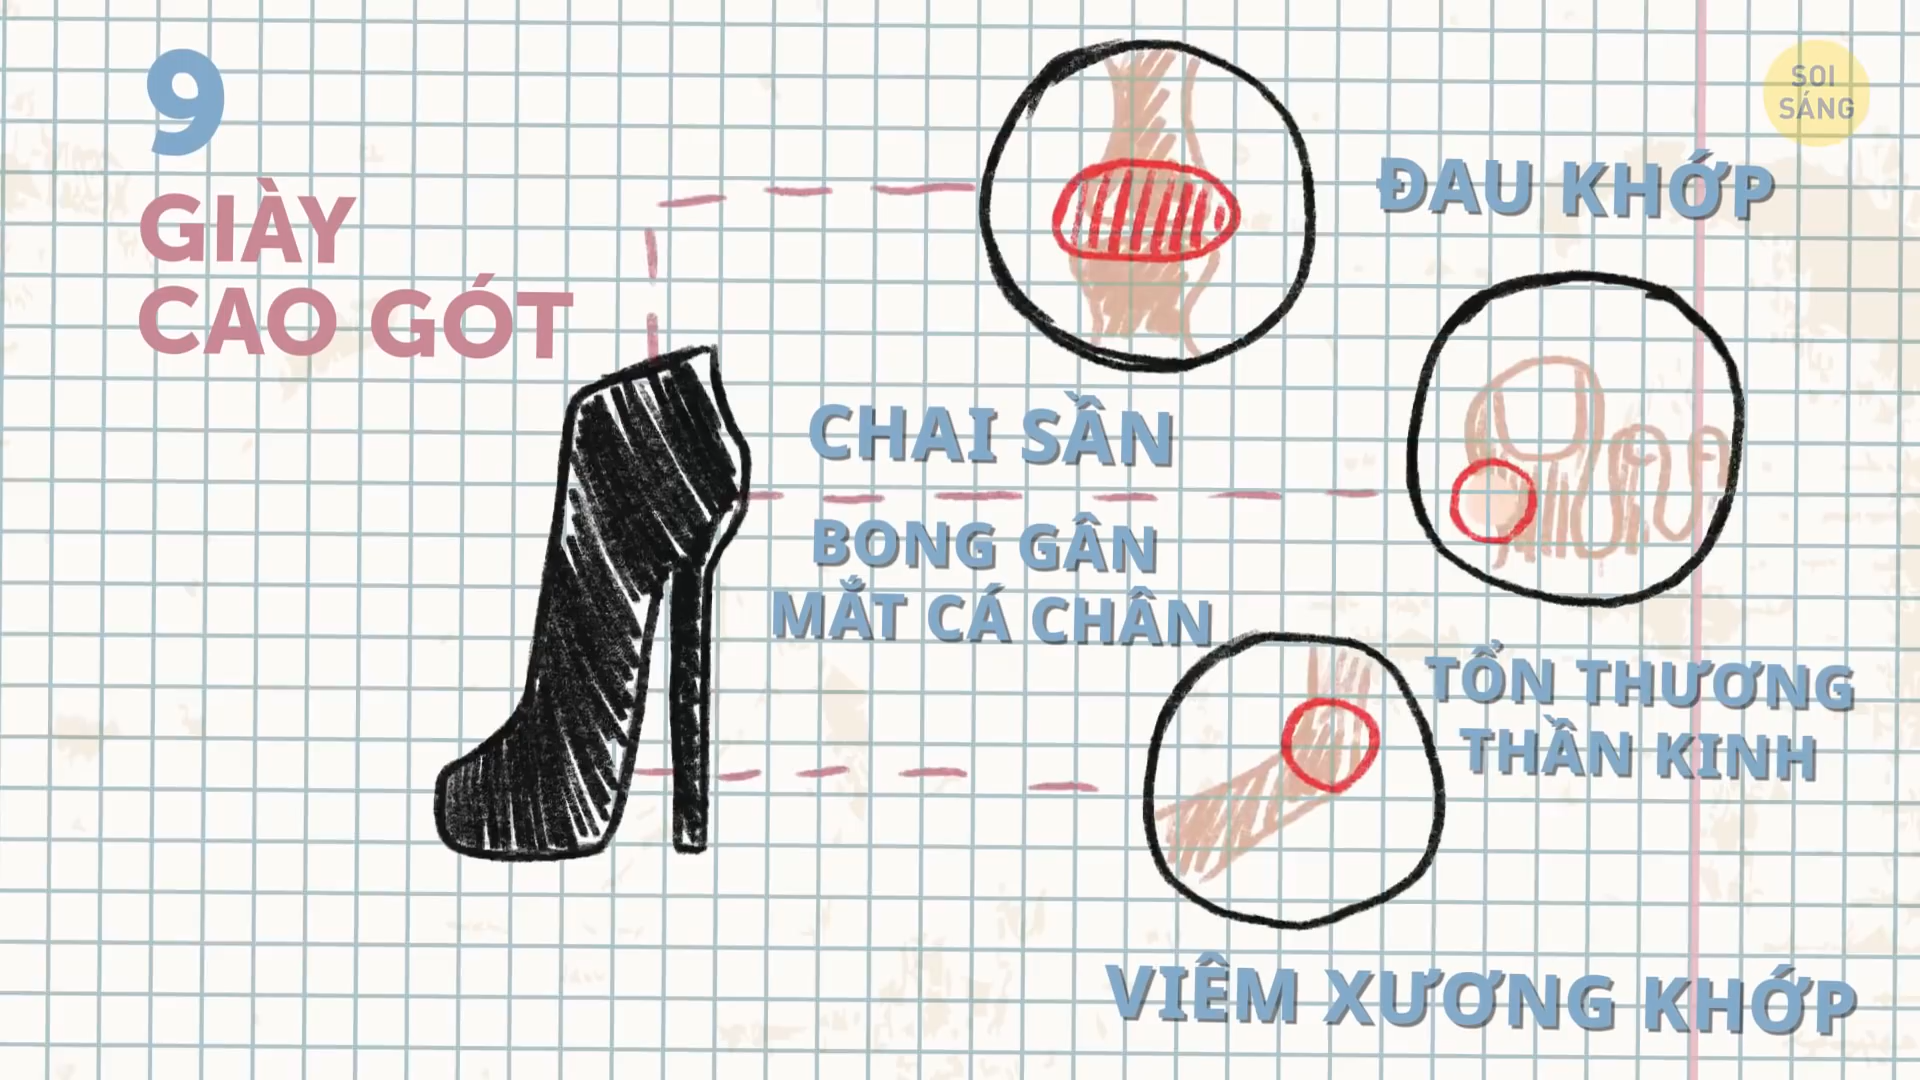 9
GIÀY
CAO GÓT
SOI
SÁNG
ĐAU KHỚP
CHAI SẦN
BONG GÂN
MẮT CÁ CHÂN
TỔN THƯƠNG
THẦN KINH
VIÊM XƯƠNG KHỚP